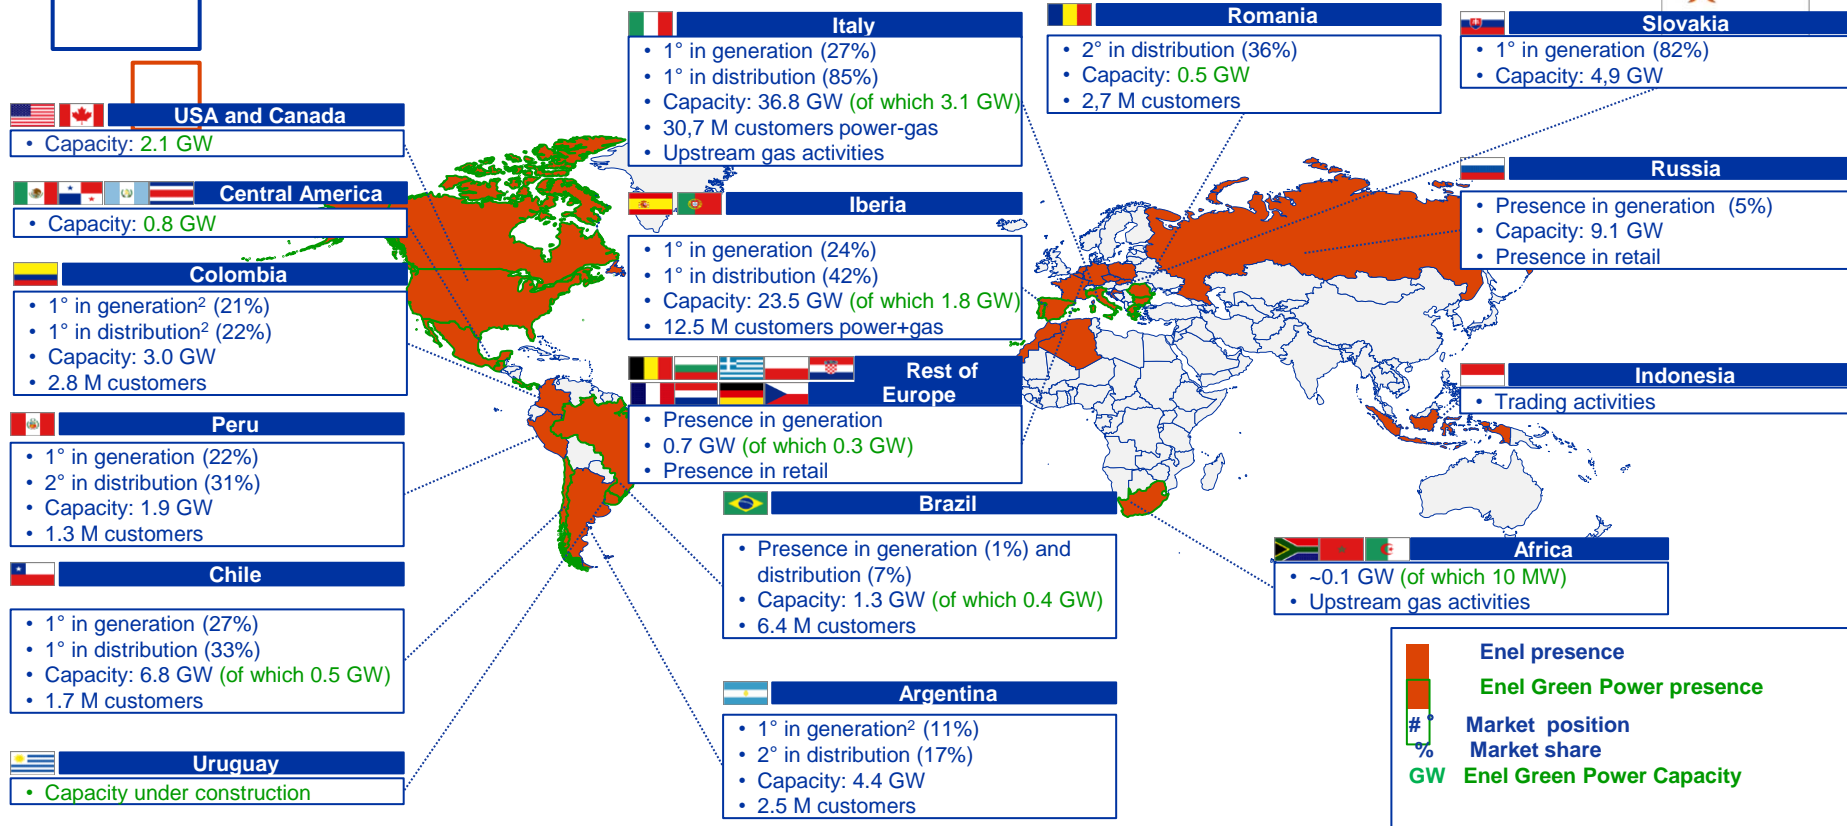 USA and Canada
• Capacity: 2.1 GW
Central America
• Capacity: 0.8 GW
Colombia
• 1° in generation² (21%)
• 1° in distribution² (22%)
• Capacity: 3.0 GW
• 2.8 M customers
Peru
• 1° in generation (22%)
• 2° in distribution (31%)
• Capacity: 1.9 GW
• 1.3 M customers
Chile
• 1° in generation (27%)
• 1° in distribution (33%)
• Capacity: 6.8 GW (of which 0.5 GW)
• 1.7 M customers
Uruguay
• Capacity under construction
Italy
• 1° in generation (27%)
• 1° in distribution (85%)
• Capacity: 36.8 GW (of which 3.1 GW)
• 30,7 M customers power-gas
• Upstream gas activities
Iberia
• 1° in generation (24%)
• 1° in distribution (42%)
• Capacity: 23.5 GW (of which 1.8 GW)
• 12.5 M customers power+gas
Rest of
Europe
• Presence in generation
• 0.7 GW (of which 0.3 GW)
• Presence in retail
Brazil
• Presence in generation (1%) and
distribution (7%)
• Capacity: 1.3 GW (of which 0.4 GW)
• 6.4 M customers
Argentina
• 1° in generation² (11%)
• 2° in distribution (17%)
• Capacity: 4.4 GW
• 2.5 M customers
Romania
• 2° in distribution (36%)
• Capacity: 0.5 GW
• 2,7 M customers
Slovakia
• 1° in generation (82%)
• Capacity: 4,9 GW
Russia
• Presence in generation (5%)
• Capacity: 9.1 GW
• Presence in retail
Indonesia
• Trading activities
Africa
• ~0.1 GW (of which 10 MW)
• Upstream gas activities
Enel presence
Enel Green Power presence
# ° Market position
% Market share
GW Enel Green Power Capacity